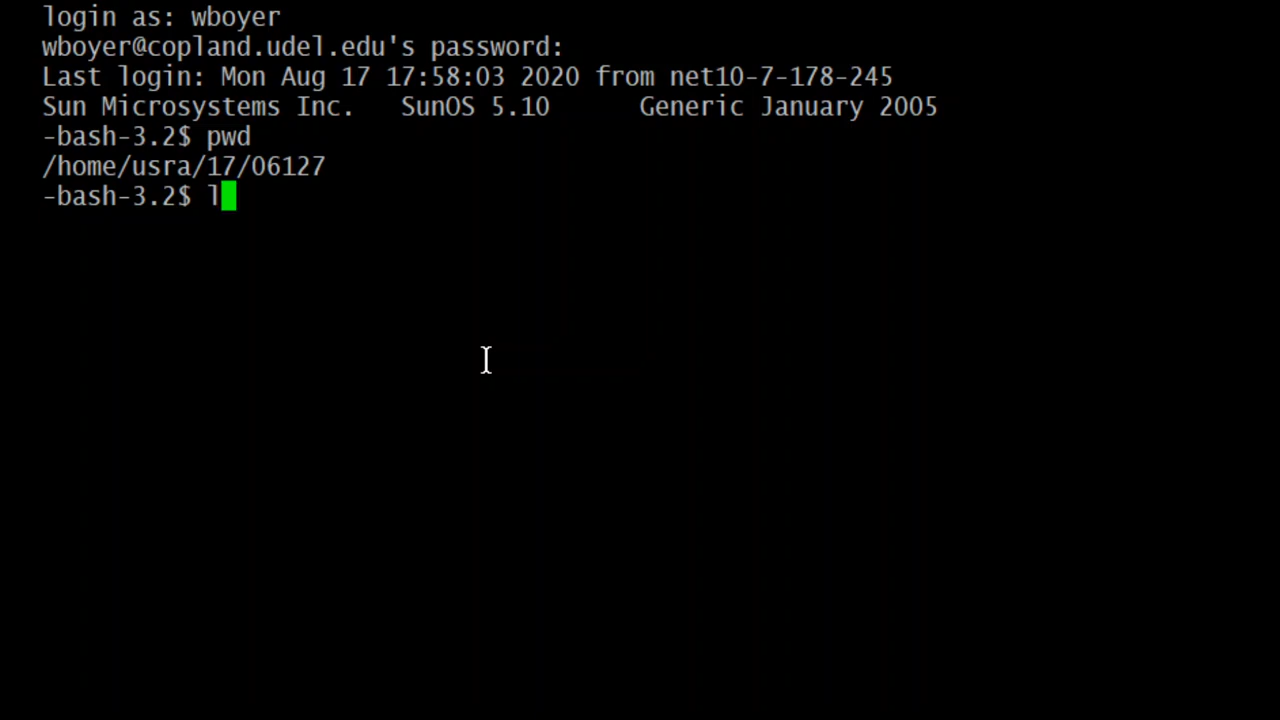 login as: wboyer
wboyer@copland.udel.edu's password:
Last login: Mon Aug 17 17:58:03 2020 from net10-7-178-245
Sun Microsystems Inc.   SunOS 5.10      Generic January 2005
-bash-3.2$ pwd
/home/usra/17/06127
-bash-3.2$ l